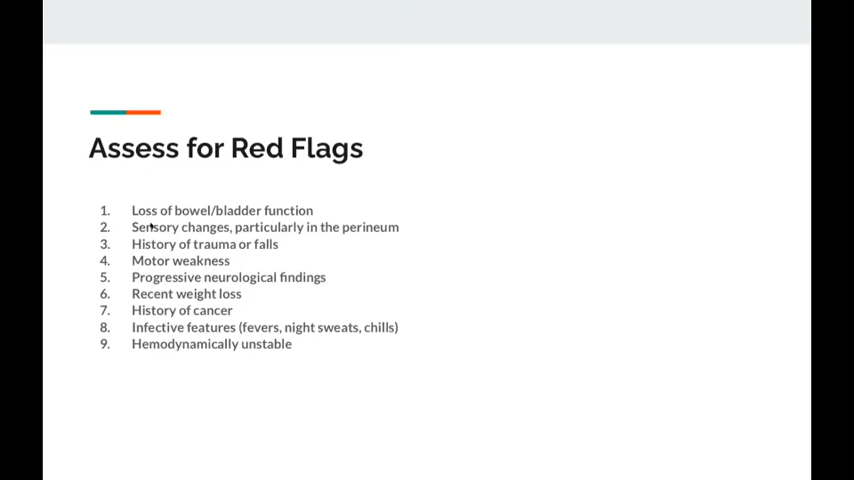 Assess for Red Flags
1. Loss of bowel/bladder function
2. Sensory changes, particularly in the perineum
3. History of trauma or falls
4. Motor weakness
5. Progressive neurological findings
6. Recent weight loss
7. History of cancer
8. Infective features (fevers, night sweats, chills)
9. Hemodynamically unstable